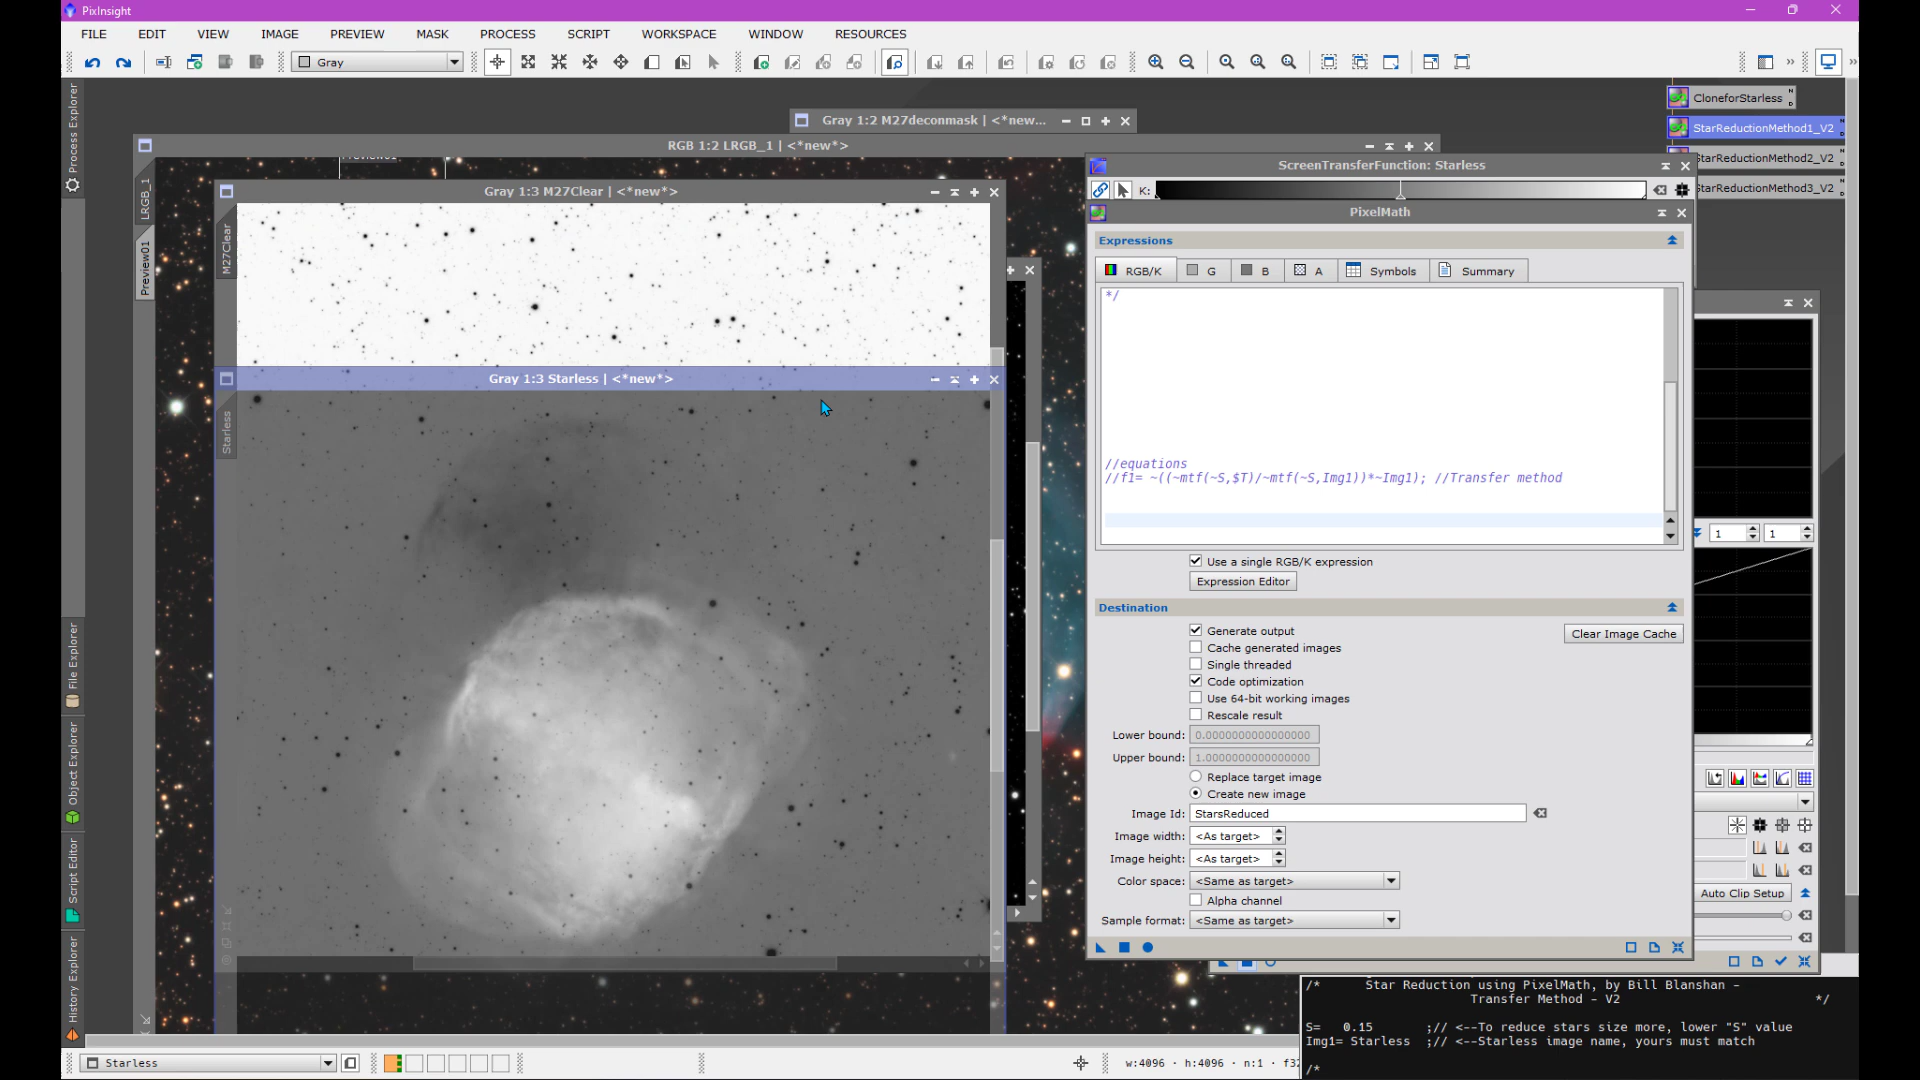 PixInsight
FILE EDIT VIEW IMAGE PREVIEW MASK PROCESS SCRIPT WORKSPACE WINDOW RESOURCES
Gray
Process Explorer
File Explorer
Object Explorer
Script Editor
History Explorer
CloneforStarless
StarReductionMethod1_V2
StarReductionMethod2_V2
StarReductionMethod3_V2
N
D
Gray 1:2 M27deconmask | <*new...
RGB 1:2 LRGB_1 | <*new*>
LRGB_1
Preview01
Preview01
Gray 1:3 M27Clear | <*new*>
M27Clear
Gray 1:3 Starless | <*new*>
Starless
ScreenTransferFunction: Starless
K:
PixelMath
Expressions
RGB/K G B A Symbols Summary
*/
//equations
//f1= ~((~mtf(~S,$T)/~mtf(~S,Img1))*~Img1); //Transfer method
Use a single RGB/K expression
Expression Editor
Destination
Generate output
Clear Image Cache
Cache generated images
Single threaded
Code optimization
Use 64-bit working images
Rescale result
Lower bound: 0.0000000000000000
Upper bound: 1.0000000000000000
Replace target image
Create new image
Image Id: StarsReduced
Image width: <As target>
Image height: <As target>
Color space: <Same as target>
Alpha channel
Sample format: <Same as target>
1 1
Auto Clip Setup
/* Star Reduction using PixelMath, by Bill Blanshan -
Transfer Method - V2 */
S= 0.15 ;// <--To reduce stars size more, lower "S" value
Img1= Starless ;// <--Starless image name, yours must match
/*
Starless
w:4096 · h:4096 · n:1 · f32